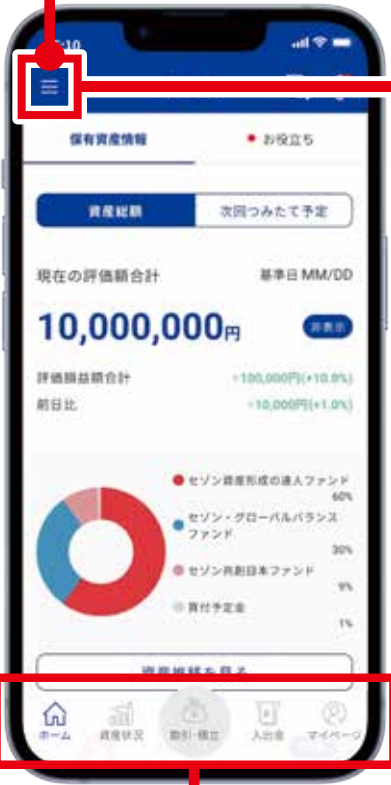 :10
保有資産情報
お役立ち
資産総額
次回つみたて予定
現在の評価額合計
基準日 MM/DD
10,000,000円
非表示
評価損益額合計
+100,000円(+10.0%)
前日比
+10,000円(+1.0%)
セゾン資産形成の達人ファンド
60%
セゾン・グローバルバランス
ファンド
30%
セゾン共創日本ファンド
9%
買付予定金
1%
資産推移を見る
ホーム
資産状況
取引・積立
入出金
マイページ